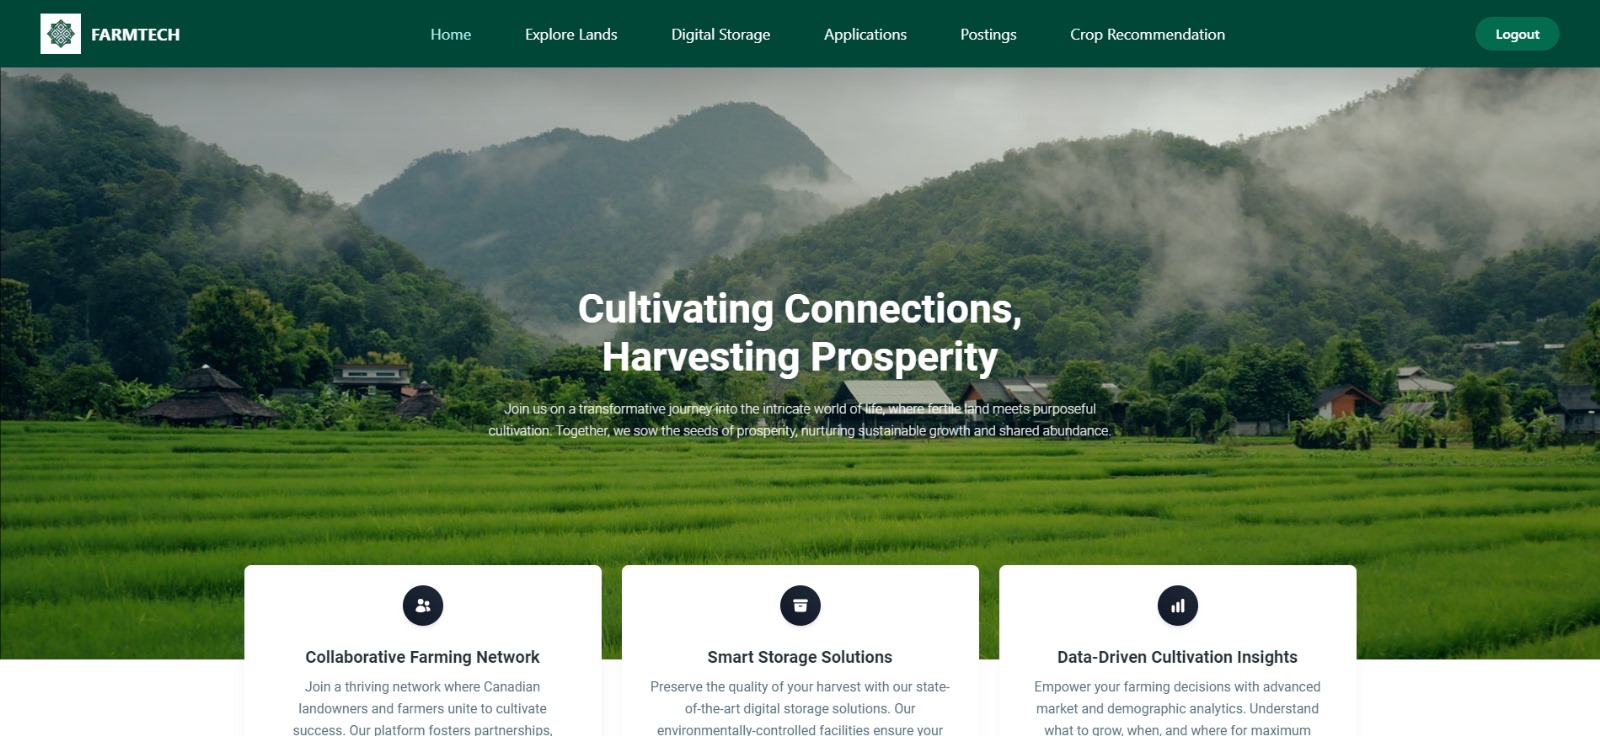 FARMTECH
Home
Explore Lands
Digital Storage
Applications
Postings
Crop Recommendation
Logout
Cultivating Connections,
Harvesting Prosperity
Join us on a transformative journey into the intricate world of life, where fertile land meets purposeful
cultivation. Together, we sow the seeds of prosperity, nurturing sustainable growth and shared abundance.
Collaborative Farming Network
Join a thriving network where Canadian
landowners and farmers unite to cultivate
success. Our platform fosters partnerships,
Smart Storage Solutions
Preserve the quality of your harvest with our state-
of-the-art digital storage solutions. Our
environmentally-controlled facilities ensure your
Data-Driven Cultivation Insights
Empower your farming decisions with advanced
market and demographic analytics. Understand
what to grow, when, and where for maximum